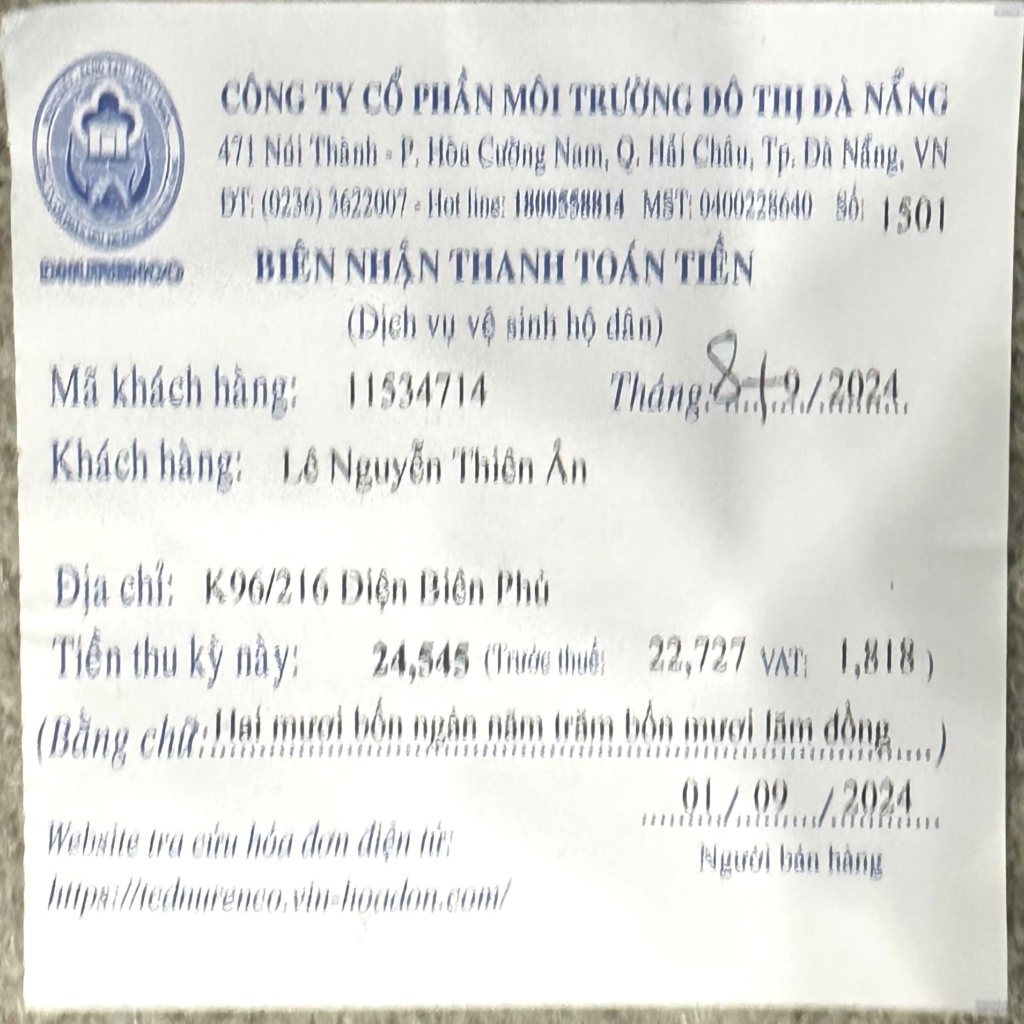 CÔNG TY CỔ PHẦN MÔI TRƯỜNG ĐÔ THỊ ĐÀ NẴNG
471 Núi Thành - P. Hòa Cường Nam, Q. Hải Châu, Tp. Đà Nẵng, VN
ĐT: (0236) 3622007 - Hot line: 1800558814 MST: 0400228640 Số: 1501
BIÊN NHẬN THANH TOÁN TIỀN
(Dịch vụ vệ sinh hộ dân)
Mã khách hàng: 11534714 Tháng: 8+9/2024
Khách hàng: Lê Nguyễn Thiên Ân
Địa chỉ: K96/216 Điện Biên Phủ
Tiền thu kỳ này: 24,545 (Trước thuế: 22,727 VAT: 1,818 )
(Bằng chữ: Hai mươi bốn ngàn năm trăm bốn mươi lăm đồng )
01 / 09 / 2024
Website tra cứu hóa đơn điện tử:
Người bán hàng
https://tcdnurenco.vin-hoadon.com/